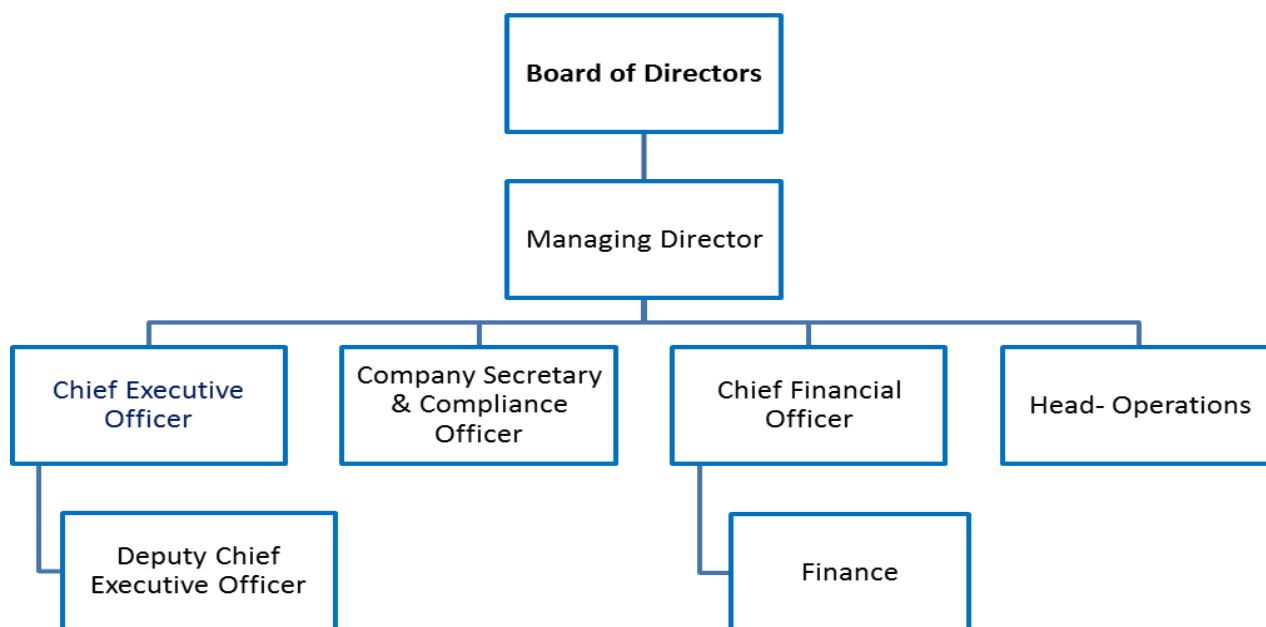 Board of Directors
Managing Director
Chief Executive
Officer
Company Secretary
& Compliance
Officer
Chief Financial
Officer
Head- Operations
Deputy Chief
Executive Officer
Finance